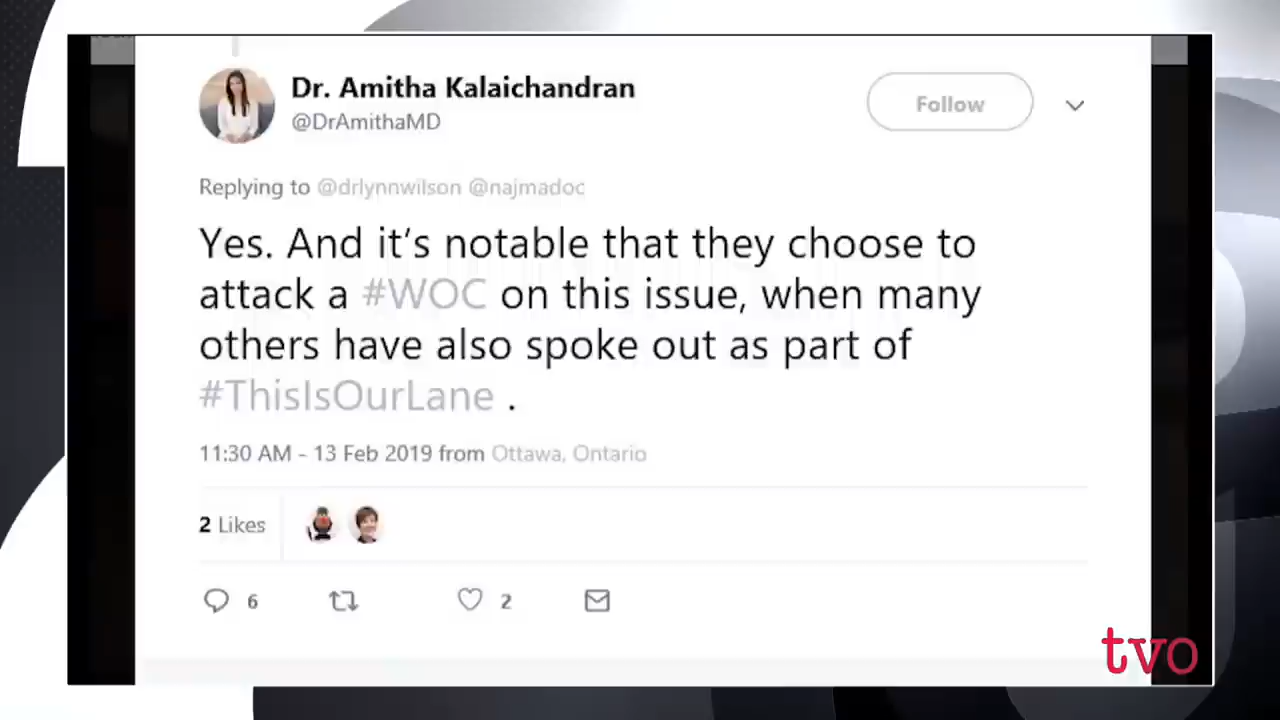 Dr. Amitha Kalaichandran
@DrAmithaMD
Follow
Replying to @drlynnwilson @najmadoc
Yes. And it's notable that they choose to
attack a #WOC on this issue, when many
others have also spoke out as part of
#ThisIsOurLane .
11:30 AM - 13 Feb 2019 from Ottawa, Ontario
2 Likes
6
2
tvo